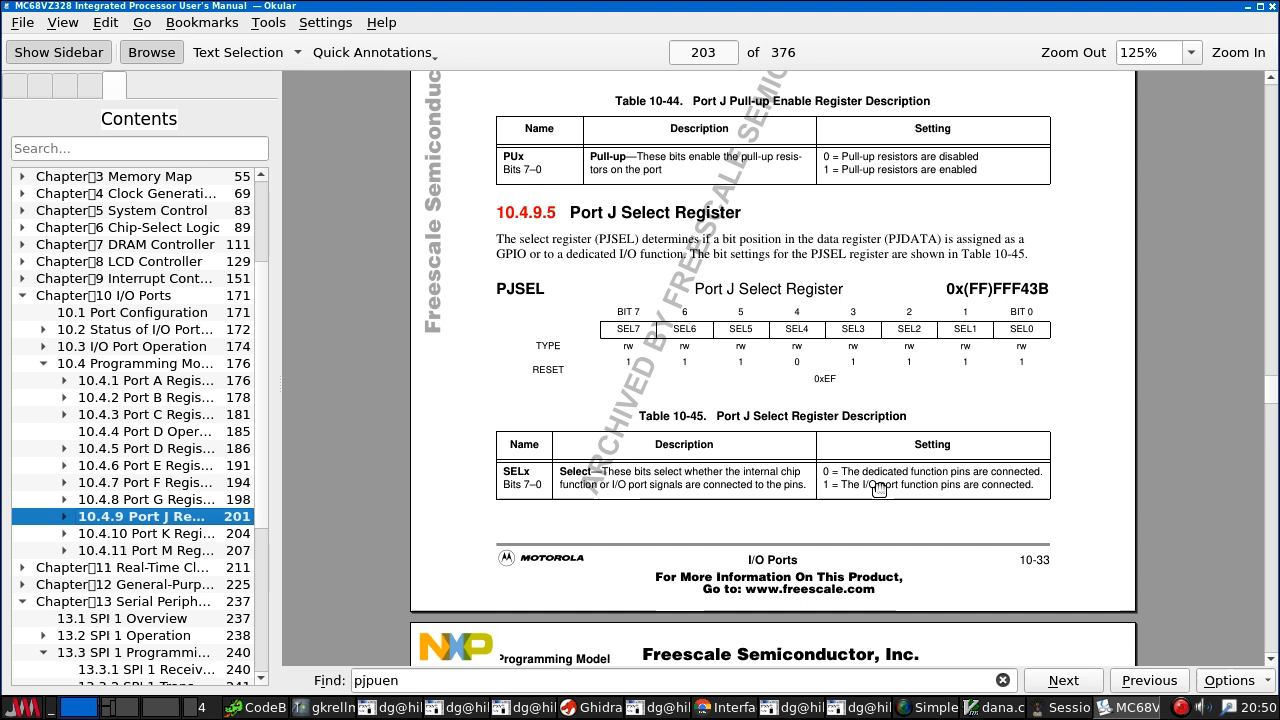 MC68VZ328 Integrated Processor User's Manual — Okular
File View Edit Go Bookmarks Tools Settings Help
Show Sidebar Browse Text Selection Quick Annotations 203 of 376 Zoom Out 125% Zoom In
Contents
Search...
Chapter 3 Memory Map 55
Chapter 4 Clock Generati... 69
Chapter 5 System Control 83
Chapter 6 Chip-Select Logic 89
Chapter 7 DRAM Controller 111
Chapter 8 LCD Controller 129
Chapter 9 Interrupt Cont... 151
Chapter 10 I/O Ports 171
10.1 Port Configuration 171
10.2 Status of I/O Port... 172
10.3 I/O Port Operation 174
10.4 Programming Mo... 176
10.4.1 Port A Regis... 176
10.4.2 Port B Regis... 178
10.4.3 Port C Regis... 181
10.4.4 Port D Oper... 185
10.4.5 Port D Regis... 186
10.4.6 Port E Regis... 191
10.4.7 Port F Regis... 194
10.4.8 Port G Regis... 198
10.4.9 Port J Re... 201
10.4.10 Port K Regi... 204
10.4.11 Port M Reg... 207
Chapter 11 Real-Time Cl... 211
Chapter 12 General-Purp... 225
Chapter 13 Serial Periph... 237
13.1 SPI 1 Overview 237
13.2 SPI 1 Operation 238
13.3 SPI 1 Programmi... 240
13.3.1 SPI 1 Receiv... 240
Freescale Semiconduc
ARCHIVED BY FREESCALE SEMIC
Table 10-44. Port J Pull-up Enable Register Description
Name Description Setting
PUx Pull-up—These bits enable the pull-up resis- 0 = Pull-up resistors are disabled
Bits 7–0 tors on the port 1 = Pull-up resistors are enabled
10.4.9.5 Port J Select Register
The select register (PJSEL) determines if a bit position in the data register (PJDATA) is assigned as a
GPIO or to a dedicated I/O function. The bit settings for the PJSEL register are shown in Table 10-45.
PJSEL Port J Select Register 0x(FF)FFF43B
BIT 7 6 5 4 3 2 1 BIT 0
SEL7 SEL6 SEL5 SEL4 SEL3 SEL2 SEL1 SEL0
TYPE rw rw rw rw rw rw rw rw
RESET 1 1 1 0 1 1 1 1
0xEF
Table 10-45. Port J Select Register Description
Name Description Setting
SELx Select—These bits select whether the internal chip 0 = The dedicated function pins are connected.
Bits 7–0 function or I/O port signals are connected to the pins. 1 = The I/O port function pins are connected.
MOTOROLA I/O Ports 10-33
For More Information On This Product,
Go to: www.freescale.com
NXP
Programming Model Freescale Semiconductor, Inc.
Find: pjpuen Next Previous Options
4 CodeB gkrelln dg@hil dg@hil dg@hil Ghidra dg@hil Interfa dg@hil dg@hil Simple dana.c Sessio MC68V 20:50